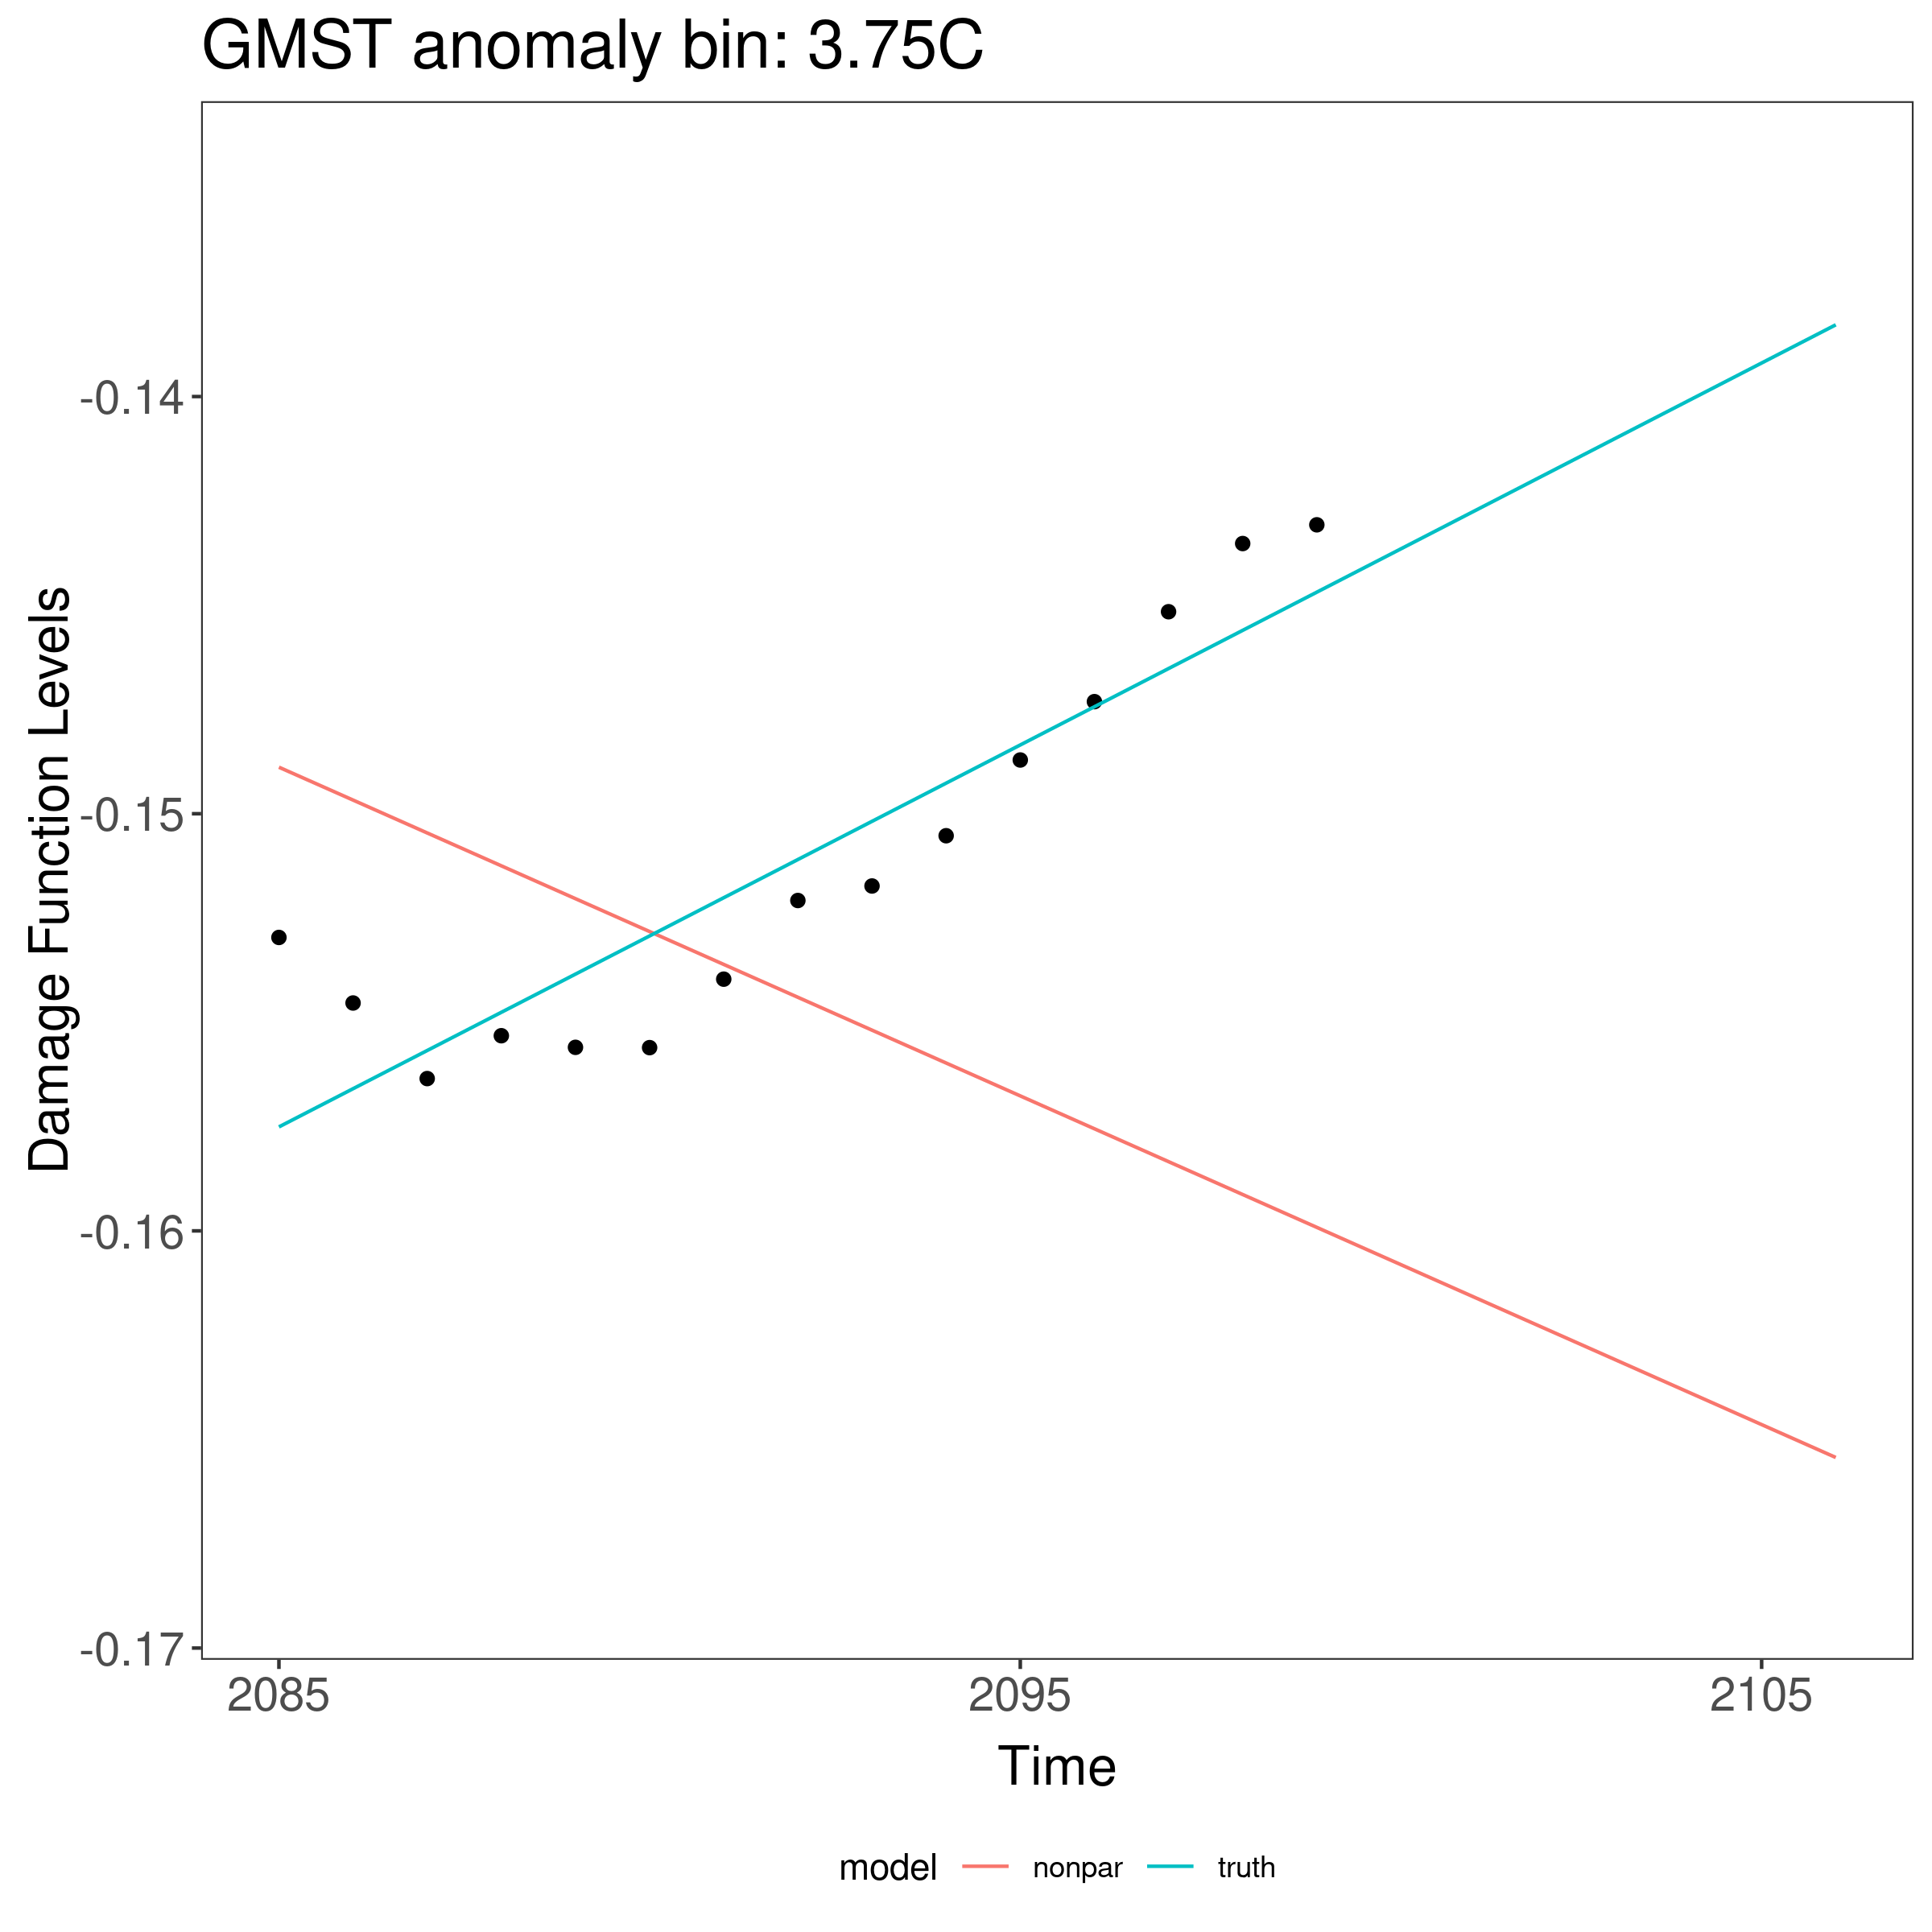 GMST anomaly bin: 3.75C
Damage Function Levels
-0.14
-0.15
-0.16
-0.17
2085 2095 2105
Time
model nonpar truth